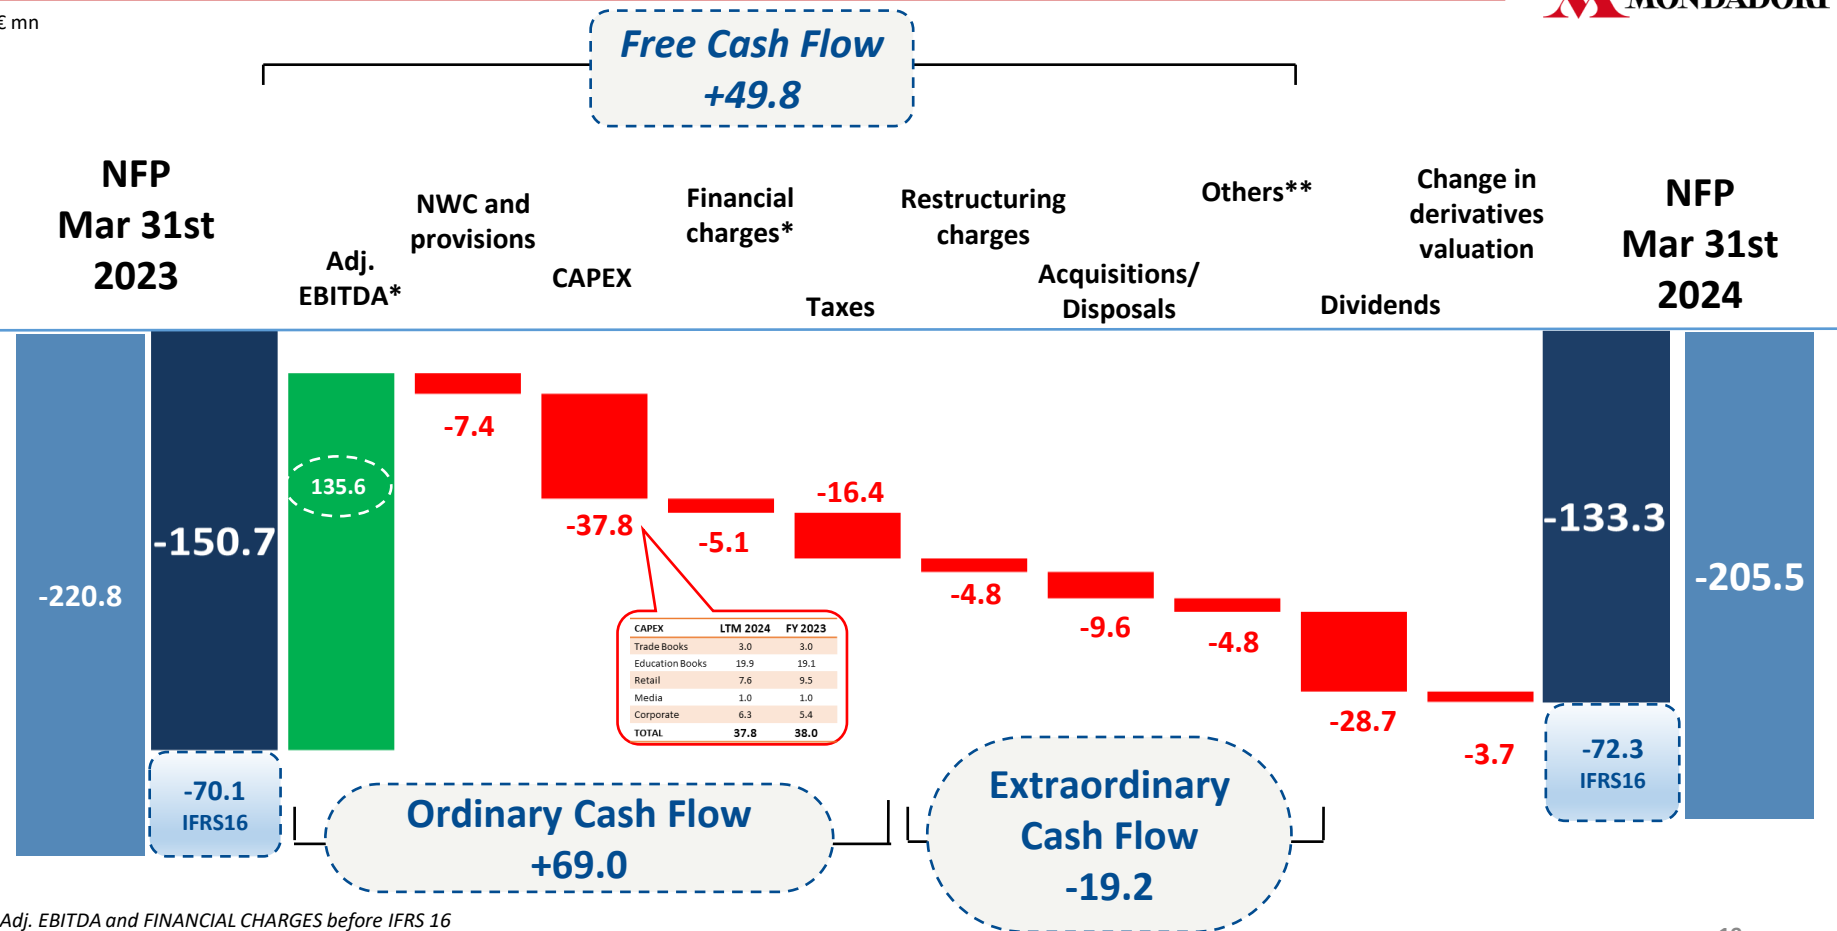 MONDADORI
€ mn
Free Cash Flow
+49.8
NFP
Mar 31st
2023
Adj.
EBITDA*
NWC and
provisions
CAPEX
Financial
charges*
Taxes
Restructuring
charges
Acquisitions/
Disposals
Others**
Dividends
Change in
derivatives
valuation
NFP
Mar 31st
2024
-220.8
-150.7
135.6
-7.4
-37.8
-5.1
-16.4
-4.8
-9.6
-4.8
-28.7
-3.7
-133.3
-205.5
CAPEX LTM 2024 FY 2023
Trade Books 3.0 3.0
Education Books 19.9 19.1
Retail 7.6 9.5
Media 1.0 1.0
Corporate 6.3 5.4
TOTAL 37.8 38.0
-70.1
IFRS16
-72.3
IFRS16
Ordinary Cash Flow
+69.0
Extraordinary
Cash Flow
-19.2
Adj. EBITDA and FINANCIAL CHARGES before IFRS 16